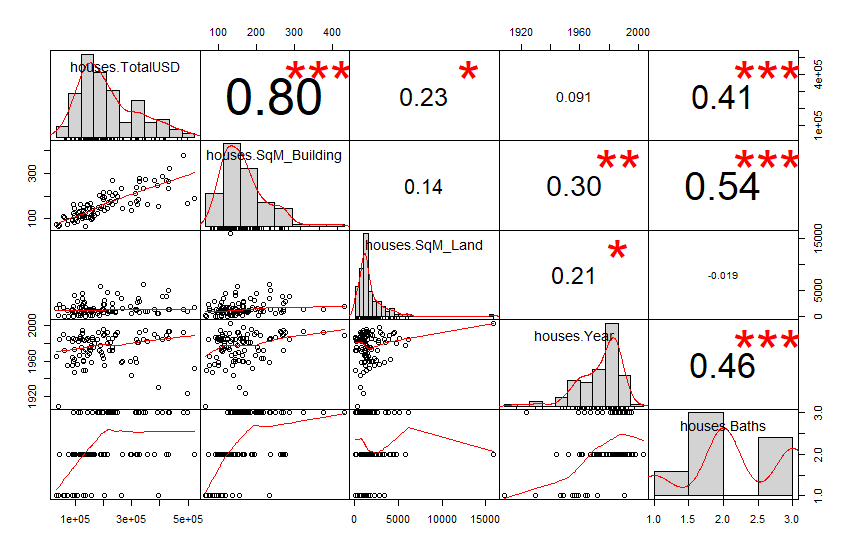 100 200 300 400
1920 1960 2000
houses.TotalUSD
0.80
***
0.23
*
0.091
0.41
***
1e+05 4e+05
100 300
houses.SqM_Building
0.14
0.30
**
0.54
***
houses.SqM_Land
0.21
*
-0.019
0 5000 15000
1920 1960 2000
houses.Year
0.46
***
houses.Baths
1.0 2.0 3.0
1e+05 3e+05 5e+05
0 5000 10000 15000
1.0 1.5 2.0 2.5 3.0